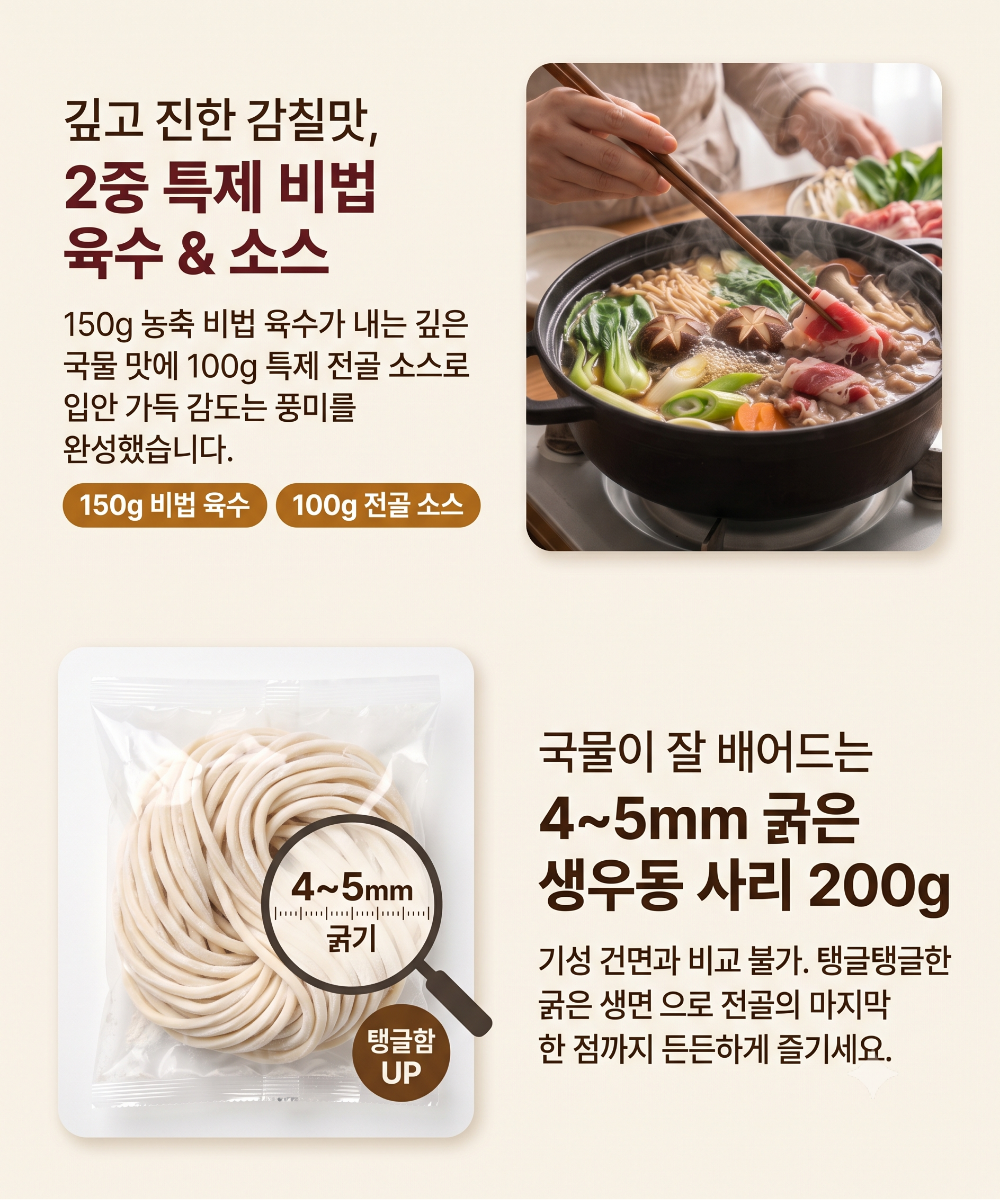 깊고 진한 감칠맛,
2중 특제 비법
육수 & 소스
150g 농축 비법 육수가 내는 깊은
국물 맛에 100g 특제 전골 소스로
입안 가득 감도는 풍미를
완성했습니다.
150g 비법 육수
100g 전골 소스
4~5mm
굵기
탱글함
UP
국물이 잘 배어드는
4~5mm 굵은
생우동 사리 200g
기성 건면과 비교 불가. 탱글탱글한
굵은 생면 으로 전골의 마지막
한 점까지 든든하게 즐기세요.